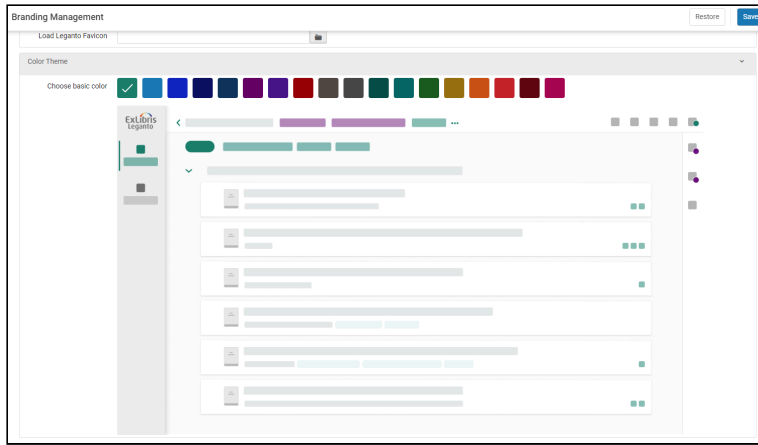 Branding Management
Restore
Save
Load Leganto Favicon
Color Theme
Choose basic color
ExLibris
Leganto